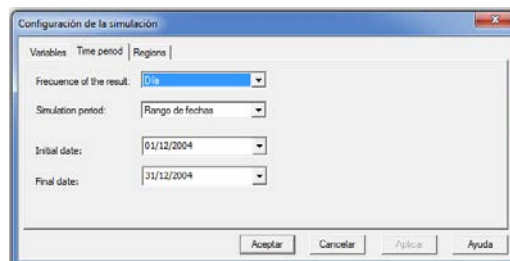 Configuración de la simulación
Variables Time period Regions
Frecuence of the result: Día
Simulation period: Rango de fechas
Initial date: 01/12/2004
Final date: 31/12/2004
Aceptar Cancelar Aplicar Ayuda